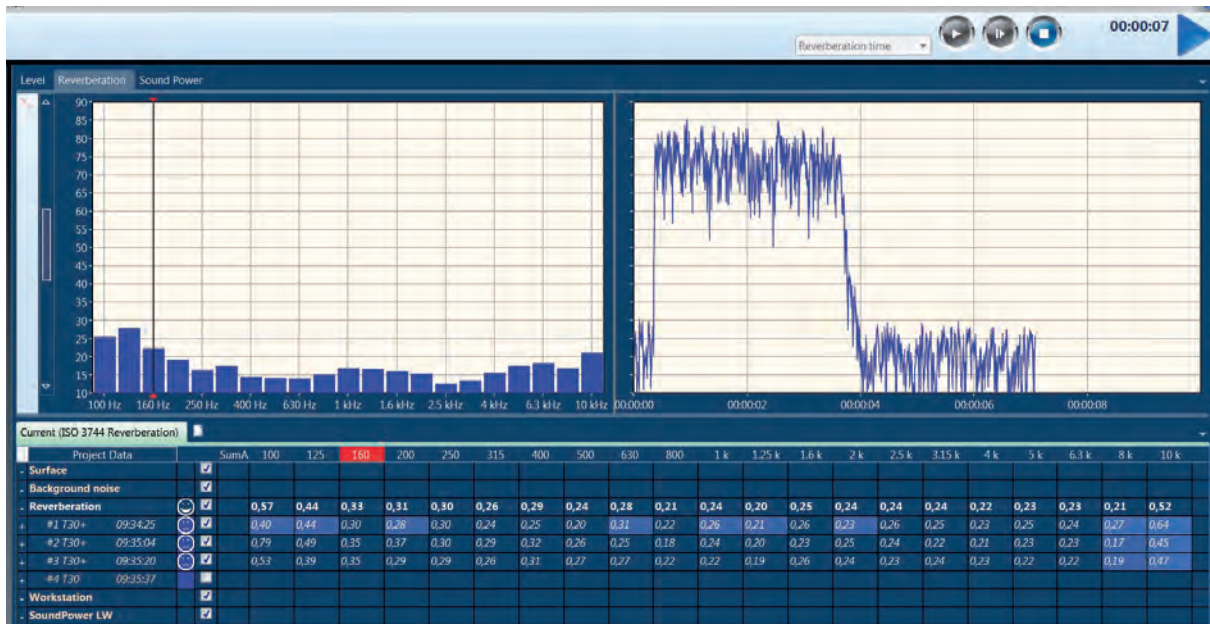 00:00:07
Reverberation time
Level Reverberation Sound Power
90
85
80
75
70
65
60
55
50
45
40
35
30
25
20
15
10
100 Hz 160 Hz 250 Hz 400 Hz 630 Hz 1 kHz 1.6 kHz 2.5 kHz 4 kHz 6.3 kHz 10 kHz
00:00:00 00:00:02 00:00:04 00:00:06 00:00:08
Current (ISO 3744 Reverberation)
Project Data SumA 100 125 160 200 250 315 400 500 630 800 1 k 1.25 k 1.6 k 2 k 2.5 k 3.15 k 4 k 5 k 6.3 k 8 k 10 k
- Surface
- Background noise
- Reverberation 0,57 0,44 0,33 0,31 0,30 0,26 0,29 0,24 0,28 0,21 0,24 0,20 0,25 0,24 0,24 0,24 0,22 0,23 0,23 0,21 0,52
+ #1 T30+ 09:34:25 0,40 0,44 0,30 0,28 0,30 0,24 0,25 0,20 0,31 0,22 0,26 0,21 0,26 0,23 0,26 0,25 0,23 0,25 0,24 0,27 0,64
+ #2 T30+ 09:35:04 0,79 0,49 0,35 0,37 0,30 0,29 0,32 0,26 0,25 0,18 0,24 0,20 0,23 0,25 0,24 0,22 0,21 0,23 0,23 0,17 0,45
+ #3 T30+ 09:35:20 0,53 0,39 0,35 0,29 0,29 0,26 0,31 0,27 0,27 0,22 0,22 0,19 0,26 0,24 0,23 0,24 0,23 0,22 0,22 0,19 0,47
+ #4 T30 09:35:37
- Workstation
- SoundPower LW